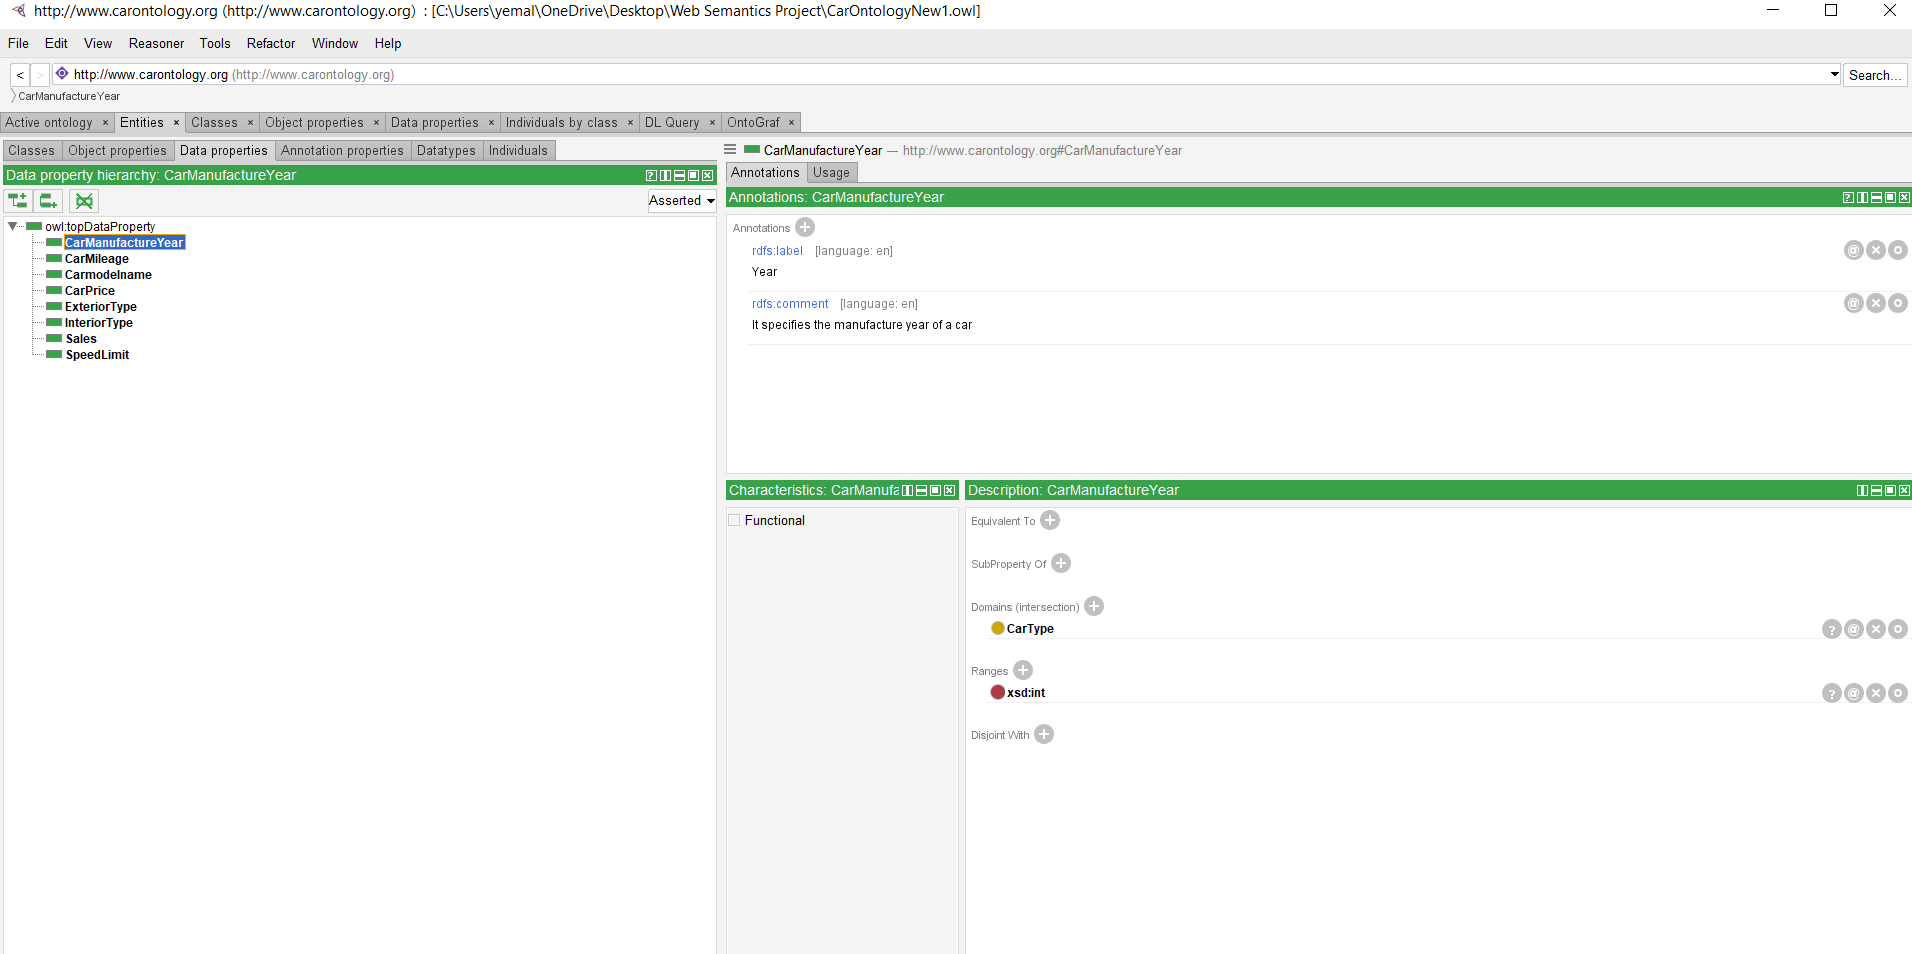 http://www.carontology.org (http://www.carontology.org) : [C:\Users\yemal\OneDrive\Desktop\Web Semantics Project\CarOntologyNew1.owl]
File Edit View Reasoner Tools Refactor Window Help
< > http://www.carontology.org (http://www.carontology.org) Search...
CarManufactureYear
Active ontology × Entities × Classes × Object properties × Data properties × Individuals by class × DL Query × OntoGraf ×
Classes Object properties Data properties Annotation properties Datatypes Individuals
Data property hierarchy: CarManufactureYear
Asserted
owl:topDataProperty
CarManufactureYear
CarMileage
Carmodelname
CarPrice
ExteriorType
InteriorType
Sales
SpeedLimit
CarManufactureYear — http://www.carontology.org#CarManufactureYear
Annotations Usage
Annotations: CarManufactureYear
Annotations
rdfs:label [language: en]
Year
rdfs:comment [language: en]
It specifies the manufacture year of a car
Characteristics: CarManufa
Functional
Description: CarManufactureYear
Equivalent To
SubProperty Of
Domains (intersection)
CarType
Ranges
xsd:int
Disjoint With